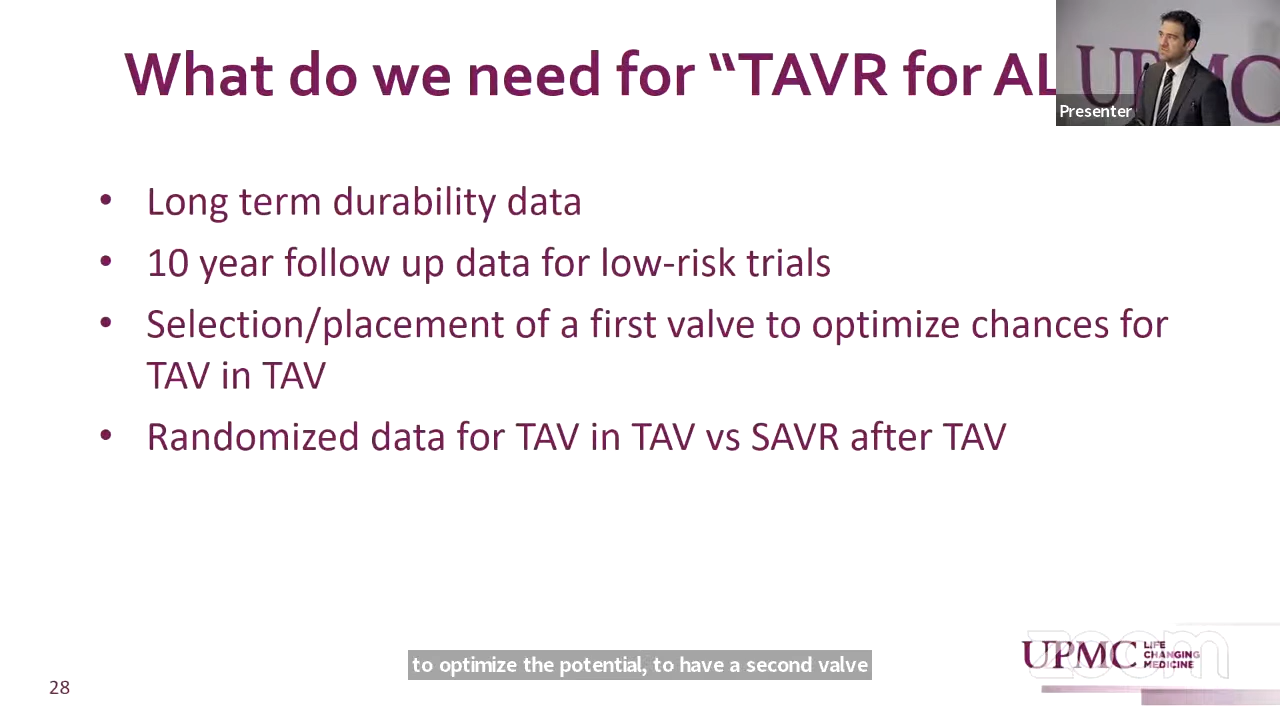 What do we need for “TAVR for AL
UPMC
Presenter
• Long term durability data
• 10 year follow up data for low-risk trials
• Selection/placement of a first valve to optimize chances for
TAV in TAV
• Randomized data for TAV in TAV vs SAVR after TAV
to optimize the potential, to have a second valve
UPMC LIFE
CHANGING
MEDICINE
zoom
28